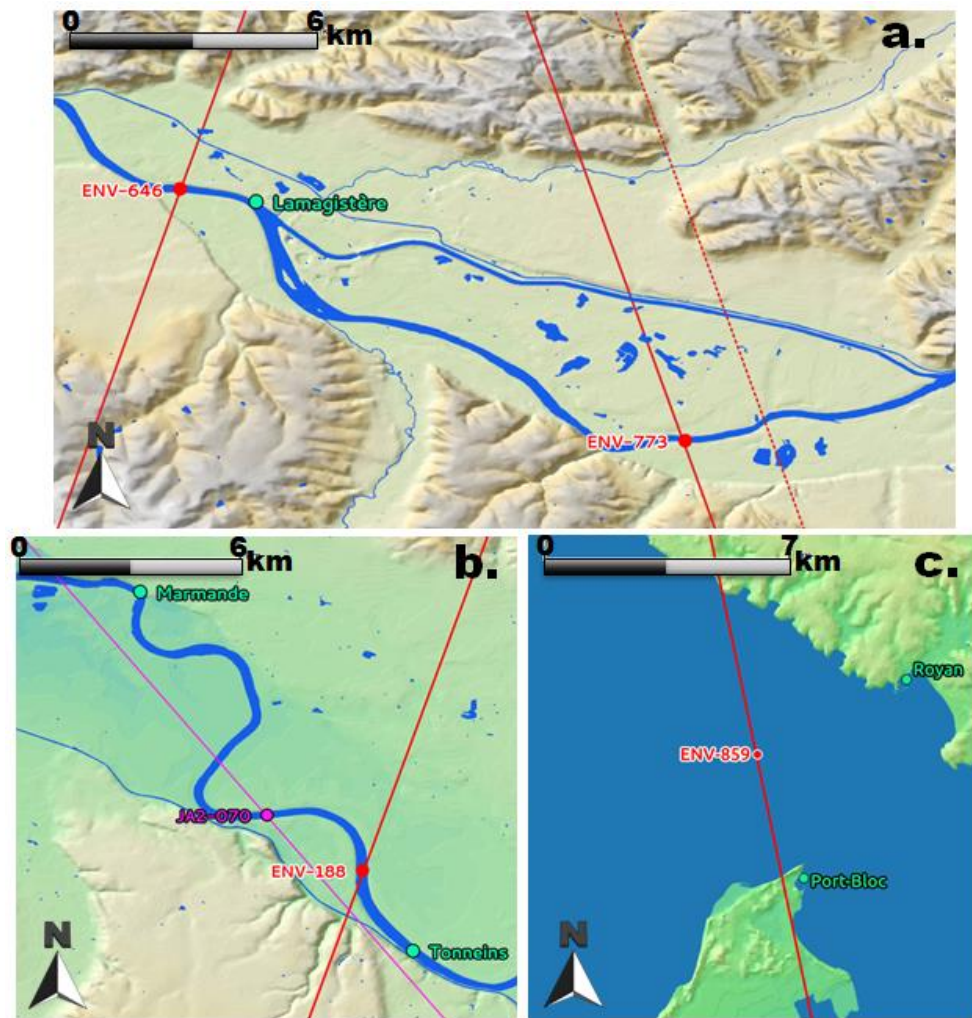 0 6 km
a.
ENV-646
Lamagistère
ENV-773
N
0 6 km
b.
Marmande
JA2-070
ENV-188
Tonneins
N
0 7 km
c.
Royan
ENV-859
Port-Bloc
N